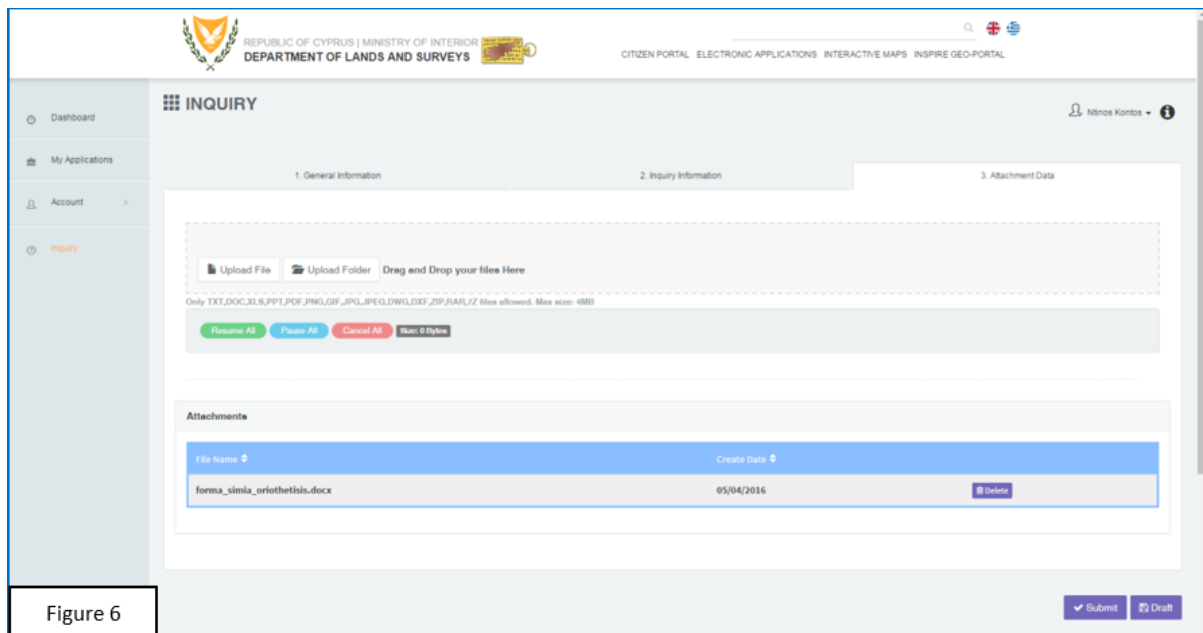 REPUBLIC OF CYPRUS | MINISTRY OF INTERIOR
DEPARTMENT OF LANDS AND SURVEYS
CITIZEN PORTAL ELECTRONIC APPLICATIONS INTERACTIVE MAPS INSPIRE GEO-PORTAL
INQUIRY
Ntinos Kontos
Dashboard
My Applications
Account
Inquiry
1. General Information 2. Inquiry Information 3. Attachment Data
Upload File Upload Folder Drag and Drop your files Here
Only TXT,DOC,XLS,PPT,PDF,PNG,GIF,JPG,JPEG,DWG,DXF,ZIP,RAR,7Z files allowed. Max size: 4MB
Resume All Pause All Cancel All Size: 0 Bytes
Attachments
File Name Create Date
forma_simia_oriothetisis.docx 05/04/2016 Delete
Submit Draft
Figure 6